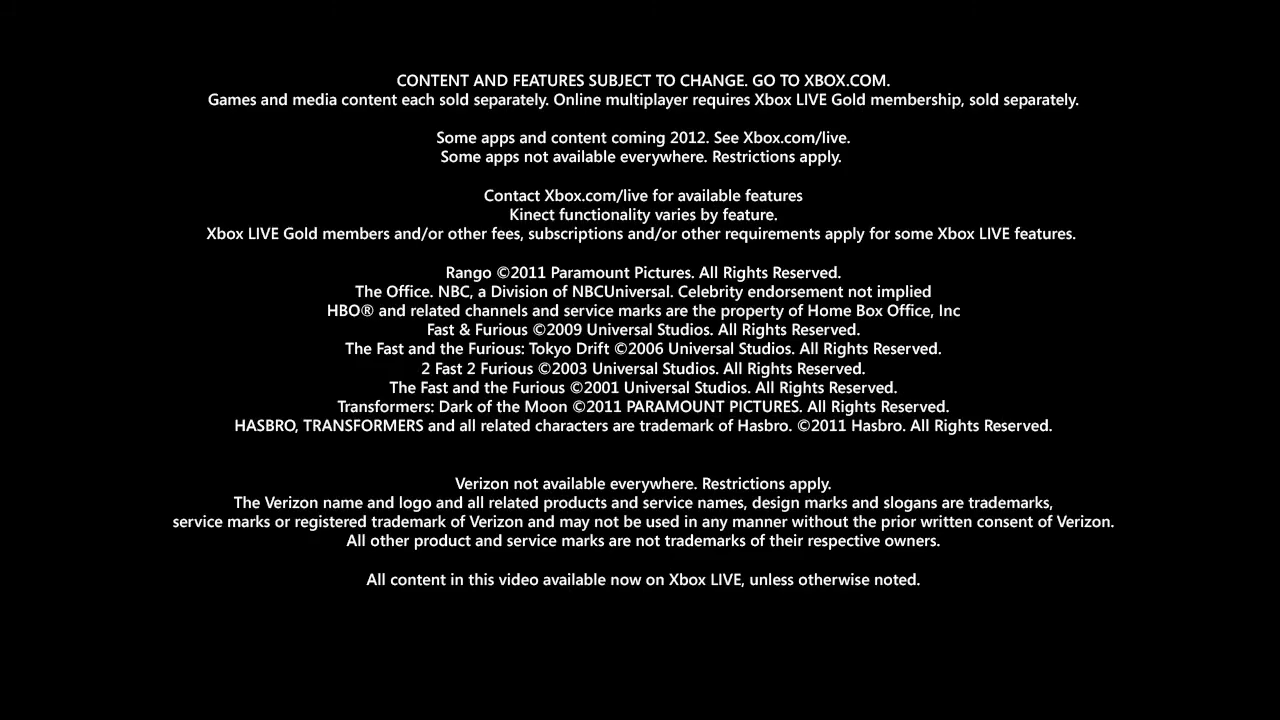 CONTENT AND FEATURES SUBJECT TO CHANGE. GO TO XBOX.COM.
Games and media content each sold separately. Online multiplayer requires Xbox LIVE Gold membership, sold separately.
Some apps and content coming 2012. See Xbox.com/live.
Some apps not available everywhere. Restrictions apply.
Contact Xbox.com/live for available features
Kinect functionality varies by feature.
Xbox LIVE Gold members and/or other fees, subscriptions and/or other requirements apply for some Xbox LIVE features.
Rango ©2011 Paramount Pictures. All Rights Reserved.
The Office. NBC, a Division of NBCUniversal. Celebrity endorsement not implied
HBO® and related channels and service marks are the property of Home Box Office, Inc
Fast & Furious ©2009 Universal Studios. All Rights Reserved.
The Fast and the Furious: Tokyo Drift ©2006 Universal Studios. All Rights Reserved.
2 Fast 2 Furious ©2003 Universal Studios. All Rights Reserved.
The Fast and the Furious ©2001 Universal Studios. All Rights Reserved.
Transformers: Dark of the Moon ©2011 PARAMOUNT PICTURES. All Rights Reserved.
HASBRO, TRANSFORMERS and all related characters are trademark of Hasbro. ©2011 Hasbro. All Rights Reserved.
Verizon not available everywhere. Restrictions apply.
The Verizon name and logo and all related products and service names, design marks and slogans are trademarks,
service marks or registered trademark of Verizon and may not be used in any manner without the prior written consent of Verizon.
All other product and service marks are not trademarks of their respective owners.
All content in this video available now on Xbox LIVE, unless otherwise noted.